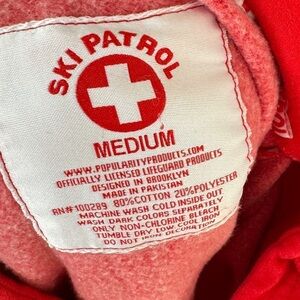 SKI PATROL
MEDIUM
WWW.POPULARITYPRODUCTS.COM
OFFICIALLY LICENSED LIFEGUARD PRODUCTS
DESIGNED IN BROOKLYN
MADE IN PAKISTAN
RN#100289 80%COTTON 20%POLYESTER
MACHINE WASH COLD INSIDE OUT
WASH DARK COLORS SEPARATELY
ONLY NON-CHLORINE BLEACH
TUMBLE DRY LOW COOL IRON
DO NOT IRON DECORATION